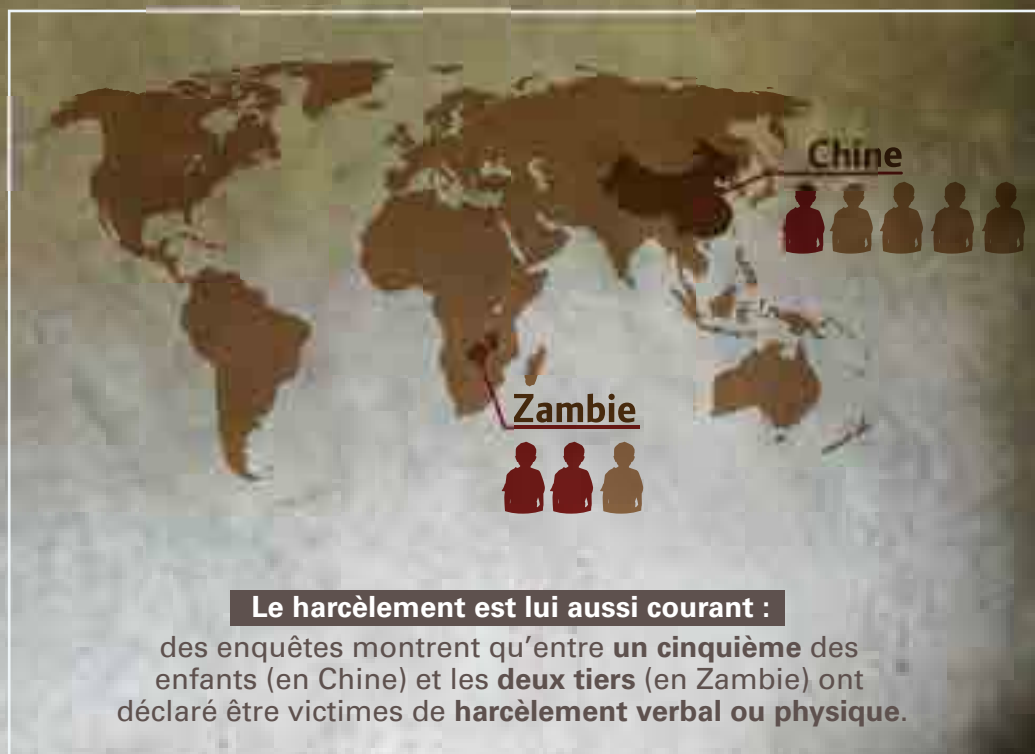 Chine
Zambie
Le harcèlement est lui aussi courant :
des enquêtes montrent qu’entre un cinquième des
enfants (en Chine) et les deux tiers (en Zambie) ont
déclaré être victimes de harcèlement verbal ou physique.